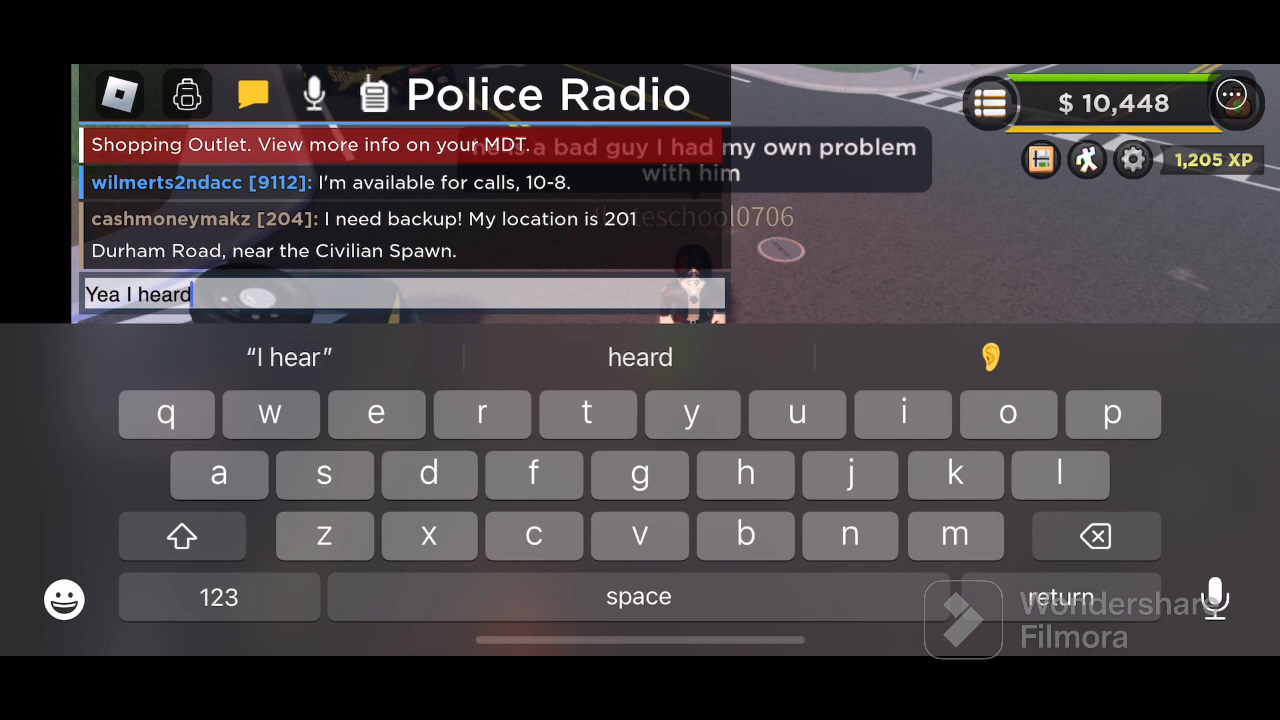 Police Radio
$ 10,448
Shopping Outlet. View more info on your MDT.
is a bad guy I had my own problem
with him
1,205 XP
wilmerts2ndacc [9112]: I'm available for calls, 10-8.
cashmoneymakz [204]: I need backup! My location is 201
Durham Road, near the Civilian Spawn.
teschool0706
Yea I heard
“I hear” heard
q w e r t y u i o p
a s d f g h j k l
z x c v b n m
123 space return
Wondershare
Filmora